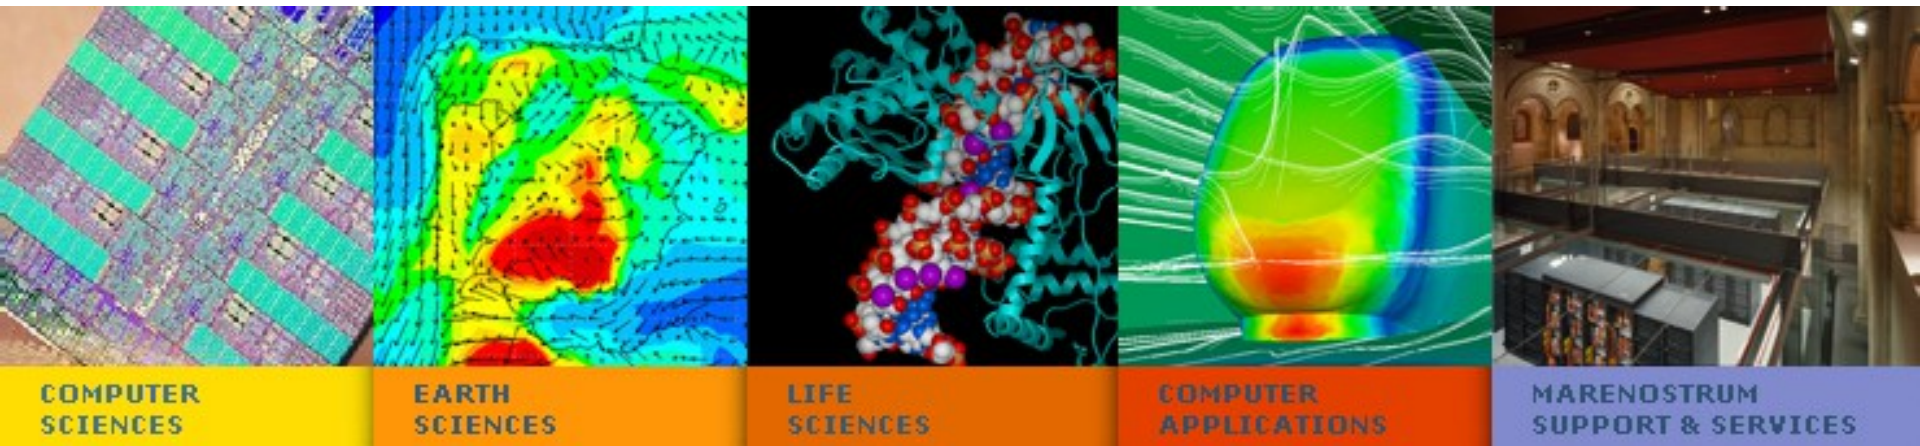 COMPUTER
SCIENCES
EARTH
SCIENCES
LIFE
SCIENCES
COMPUTER
APPLICATIONS
MARENOSTRUM
SUPPORT & SERVICES